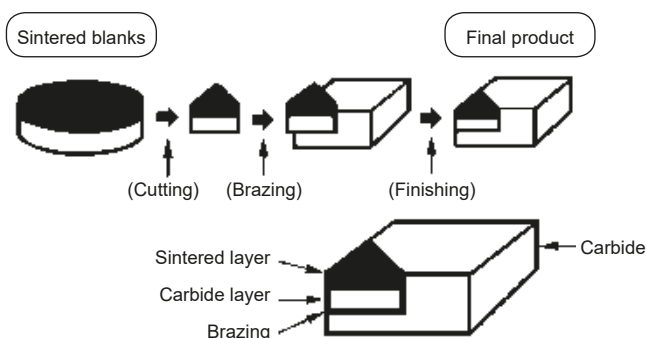 Sintered blanks
Final product
(Cutting)
(Brazing)
(Finishing)
Sintered layer
Carbide
Carbide layer
Brazing